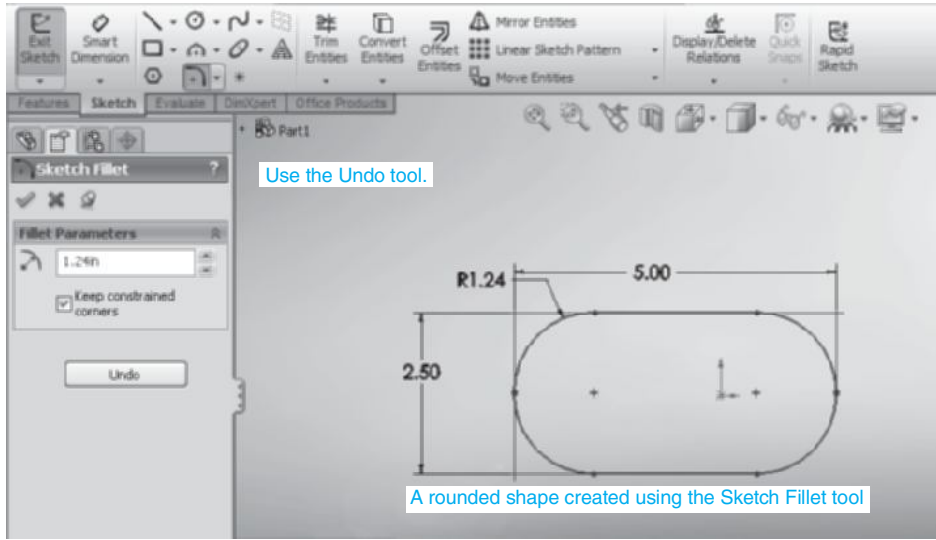 Exit
Sketch
Smart
Dimension
Trim
Entities
Convert
Entities
Offset
Entities
Mirror Entities
Linear Sketch Pattern
Move Entities
Display/Delete
Relations
Quick
Snaps
Rapid
Sketch
Features
Sketch
Evaluate
DimXpert
Office Products
Part1
Sketch Fillet
?
Use the Undo tool.
Fillet Parameters
1.24in
Keep constrained
corners
Undo
R1.24
5.00
2.50
A rounded shape created using the Sketch Fillet tool